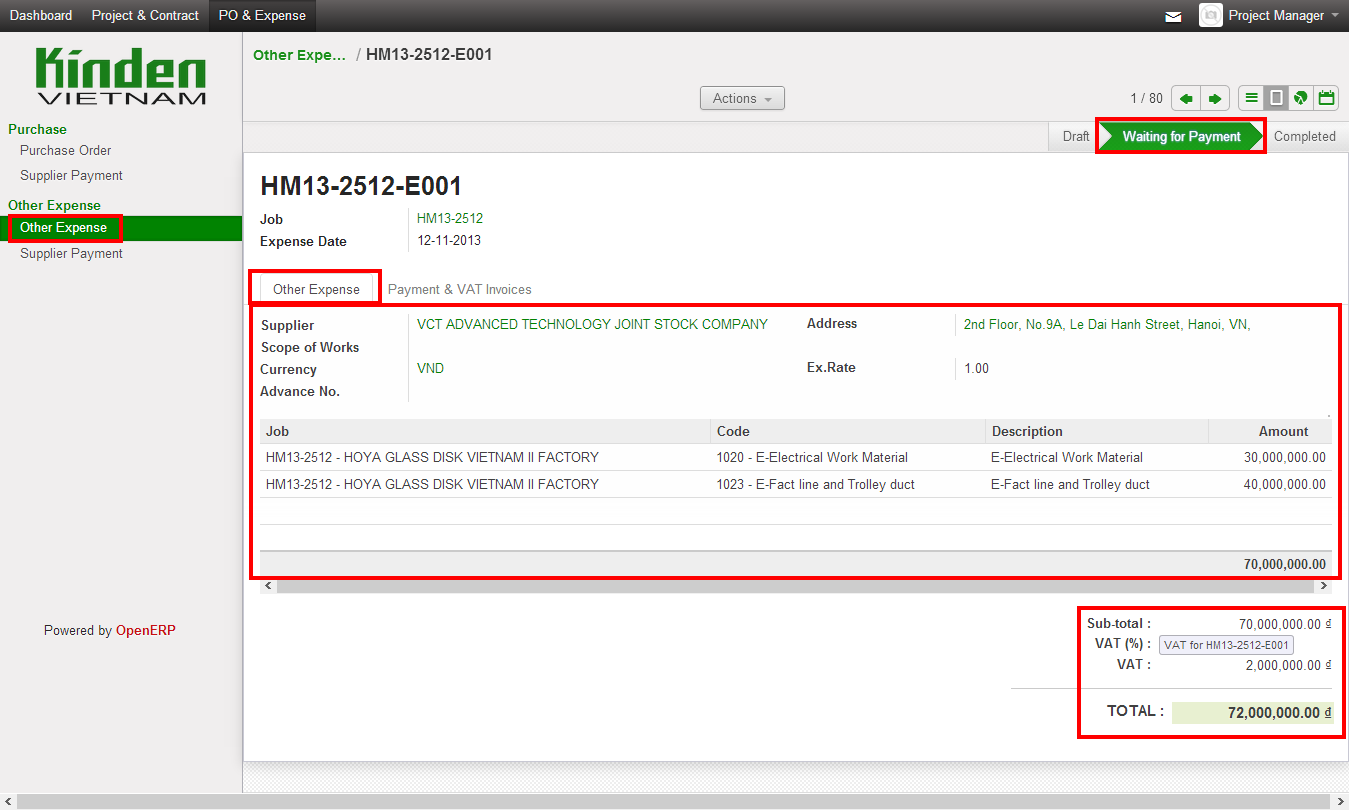 Dashboard Project & Contract PO & Expense Project Manager
Kinden
VIETNAM
Purchase
Purchase Order
Supplier Payment
Other Expense
Other Expense
Supplier Payment
Powered by OpenERP
Other Expe... / HM13-2512-E001
Actions
1 / 80
Draft Waiting for Payment Completed
HM13-2512-E001
Job HM13-2512
Expense Date 12-11-2013
Other Expense Payment & VAT Invoices
Supplier VCT ADVANCED TECHNOLOGY JOINT STOCK COMPANY Address 2nd Floor, No.9A, Le Dai Hanh Street, Hanoi, VN,
Scope of Works
Currency VND Ex.Rate 1.00
Advance No.
Job Code Description Amount
HM13-2512 - HOYA GLASS DISK VIETNAM II FACTORY 1020 - E-Electrical Work Material E-Electrical Work Material 30,000,000.00
HM13-2512 - HOYA GLASS DISK VIETNAM II FACTORY 1023 - E-Fact line and Trolley duct E-Fact line and Trolley duct 40,000,000.00
70,000,000.00
Sub-total : 70,000,000.00 ₫
VAT (%) : VAT for HM13-2512-E001
VAT : 2,000,000.00 ₫
TOTAL : 72,000,000.00 ₫